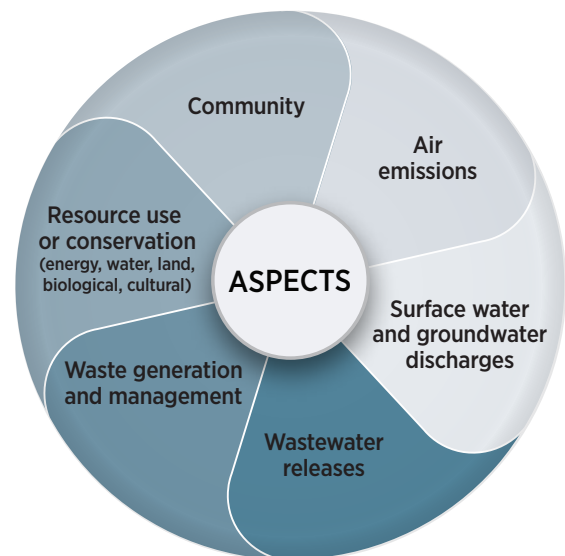 Community
Air
emissions
Resource use
or conservation
(energy, water, land,
biological, cultural)
ASPECTS
Surface water
and groundwater
discharges
Waste generation
and management
Wastewater
releases